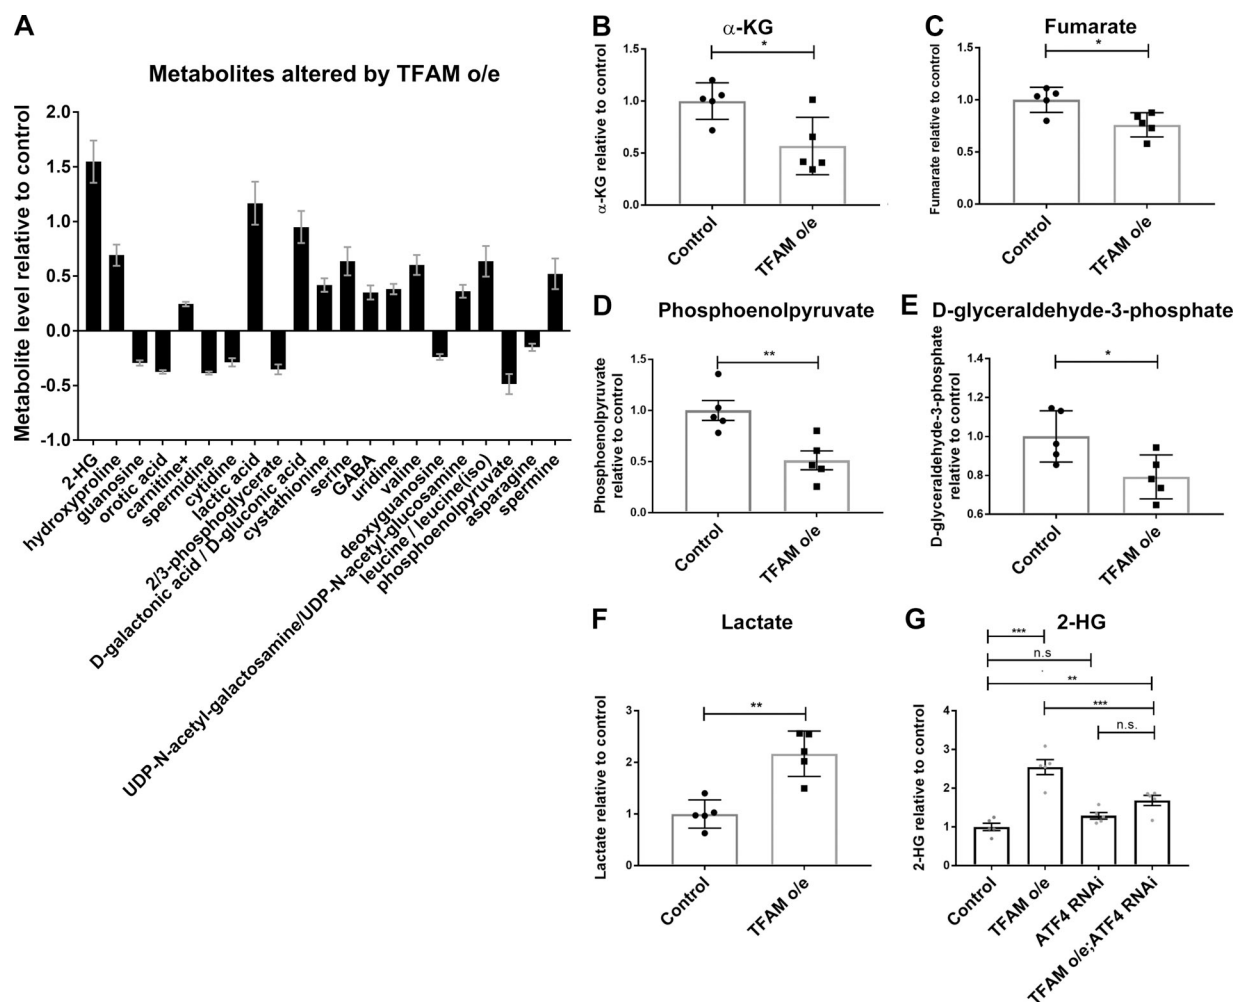 A
Metabolites altered by TFAM o/e
Metabolite level relative to control
2.0
1.5
1.0
0.5
0.0
-0.5
-1.0
2-HG
hydroxyproline
guanosine
orotic acid
carnitine+
spermidine
cytidine
lactic acid
2/3-phosphoglycerate
D-galactonic acid / D-gluconic acid
cystathionine
serine
GABA
uridine
valine
deoxyguanosine
UDP-N-acetyl-galactosamine/UDP-N-acetyl-glucosamine
leucine / leucine(iso)
phosphoenolpyruvate
asparagine
spermine
B
α-KG
α-KG relative to control
1.5
1.0
0.5
0.0
*
Control
TFAM o/e
C
Fumarate
Fumarate relative to control
1.5
1.0
0.5
0.0
*
Control
TFAM o/e
D
Phosphoenolpyruvate
Phosphoenolpyruvate
relative to control
1.5
1.0
0.5
0.0
**
Control
TFAM o/e
E
D-glyceraldehyde-3-phosphate
D-glyceraldehyde-3-phosphate
relative to control
1.4
1.2
1.0
0.8
0.6
*
Control
TFAM o/e
F
Lactate
Lactate relative to control
3
2
1
0
**
Control
TFAM o/e
G
2-HG
2-HG relative to control
***
n.s
**
***
n.s.
4
3
2
1
0
Control
TFAM o/e
ATF4 RNAi
TFAM o/e;ATF4 RNAi